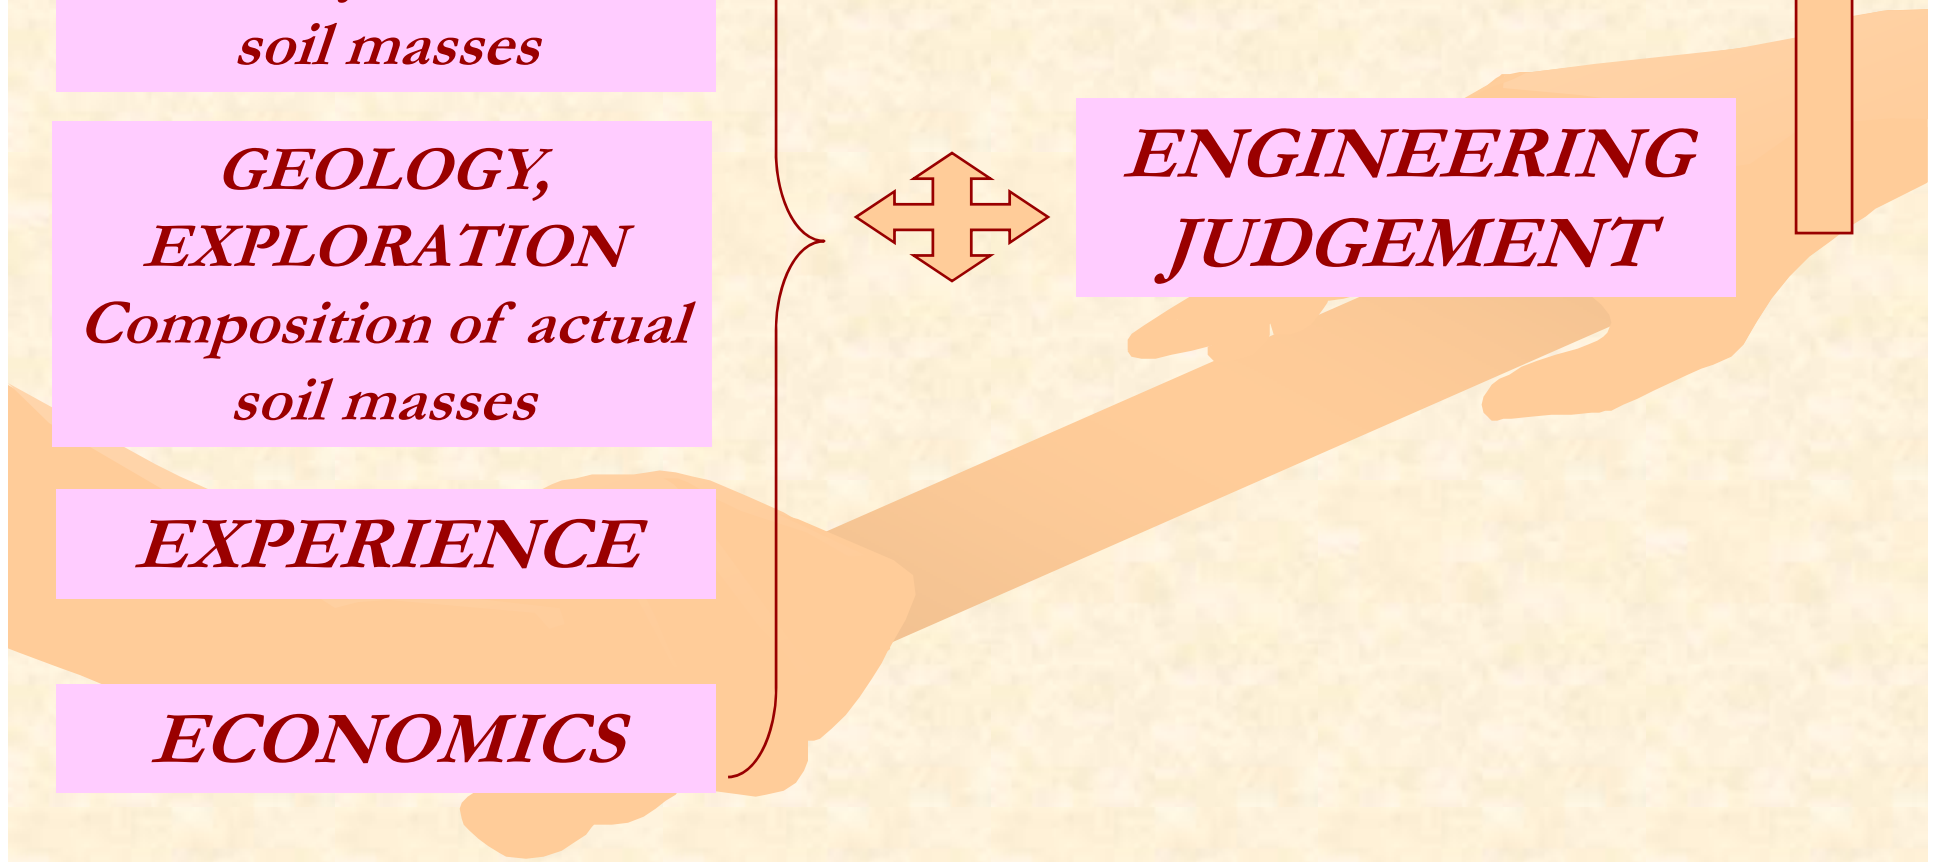 soil masses
GEOLOGY,
EXPLORATION
Composition of actual
soil masses
EXPERIENCE
ECONOMICS
ENGINEERING
JUDGEMENT